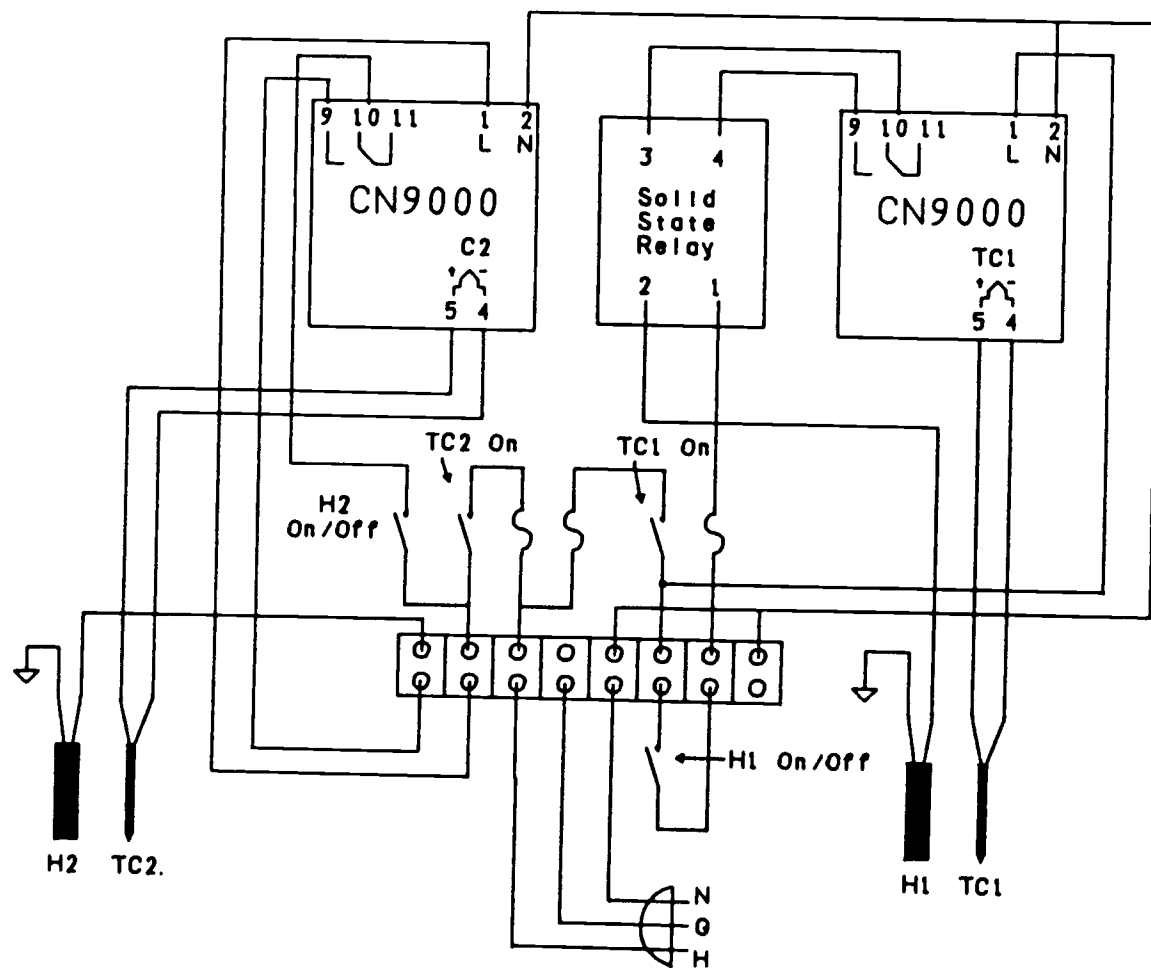 9 10 11 1 2
L N
CN9000
C2
+ -
5 4
3 4
Solid
State
Relay
2 1
9 10 11 1 2
L N
CN9000
TC1
+ -
5 4
TC2 On
TC1 On
H2
On/Off
H1 On/Off
H2 TC2.
H1 TC1
N
G
H